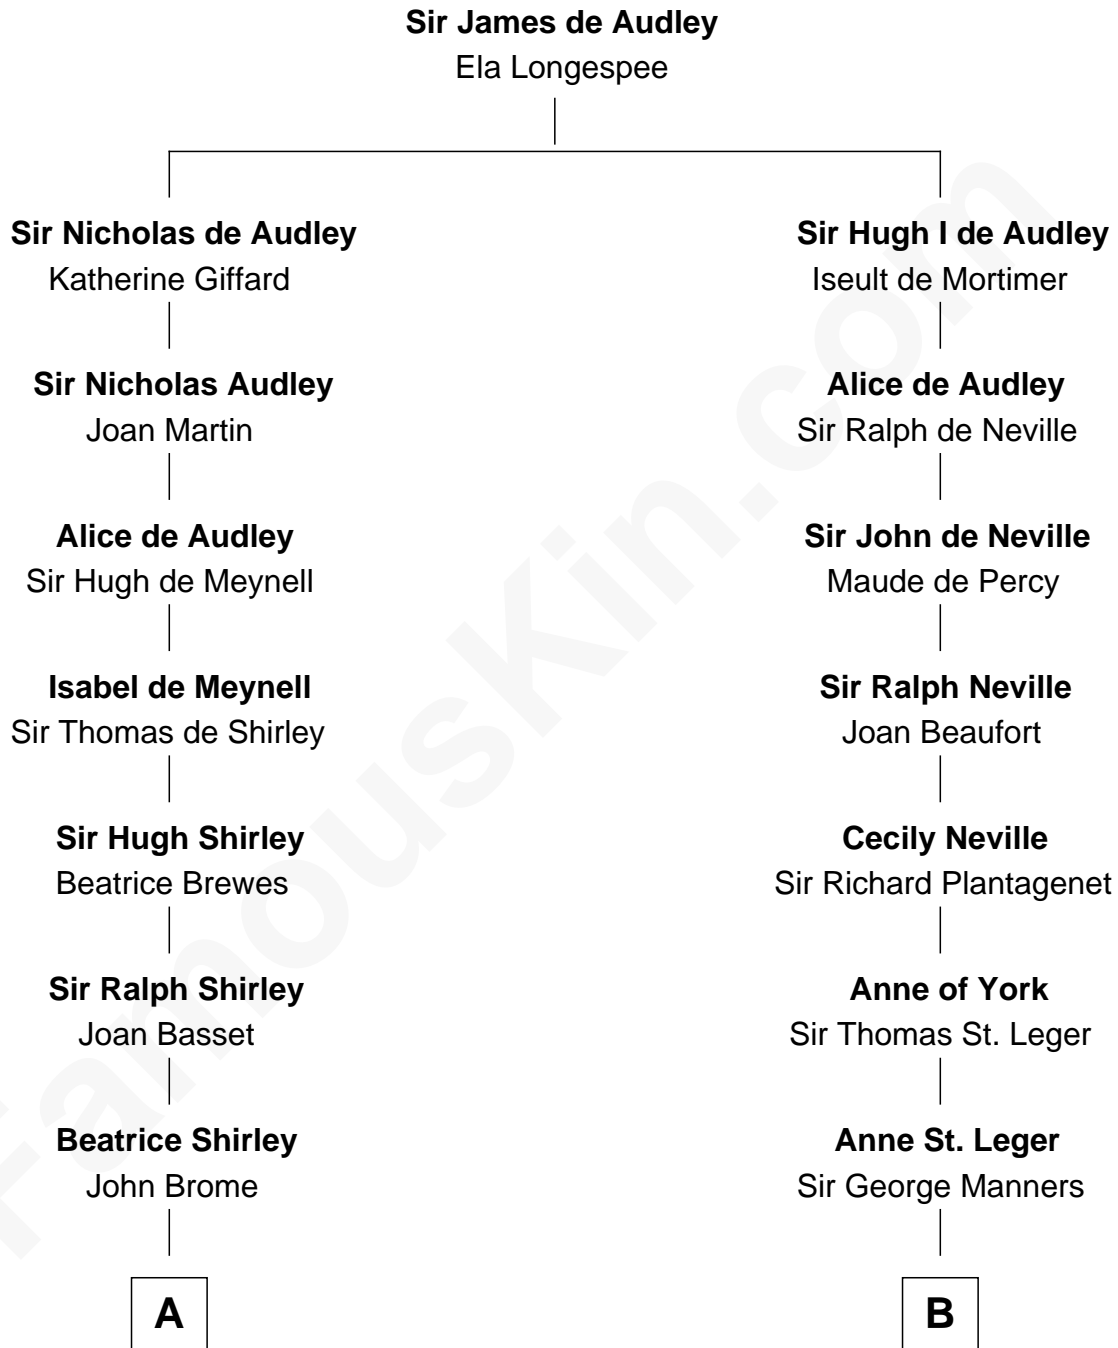 Sir James de Audley
Ela Longespee
Sir Nicholas de Audley
Katherine Giffard
Sir Hugh I de Audley
Iseult de Mortimer
Sir Nicholas Audley
Joan Martin
Alice de Audley
Sir Ralph de Neville
Alice de Audley
Sir Hugh de Meynell
Sir John de Neville
Maude de Percy
Isabel de Meynell
Sir Thomas de Shirley
Sir Ralph Neville
Joan Beaufort
Sir Hugh Shirley
Beatrice Brewes
Cecily Neville
Sir Richard Plantagenet
Sir Ralph Shirley
Joan Basset
Anne of York
Sir Thomas St. Leger
Beatrice Shirley
John Brome
Anne St. Leger
Sir George Manners
A
B
FamousKin.com